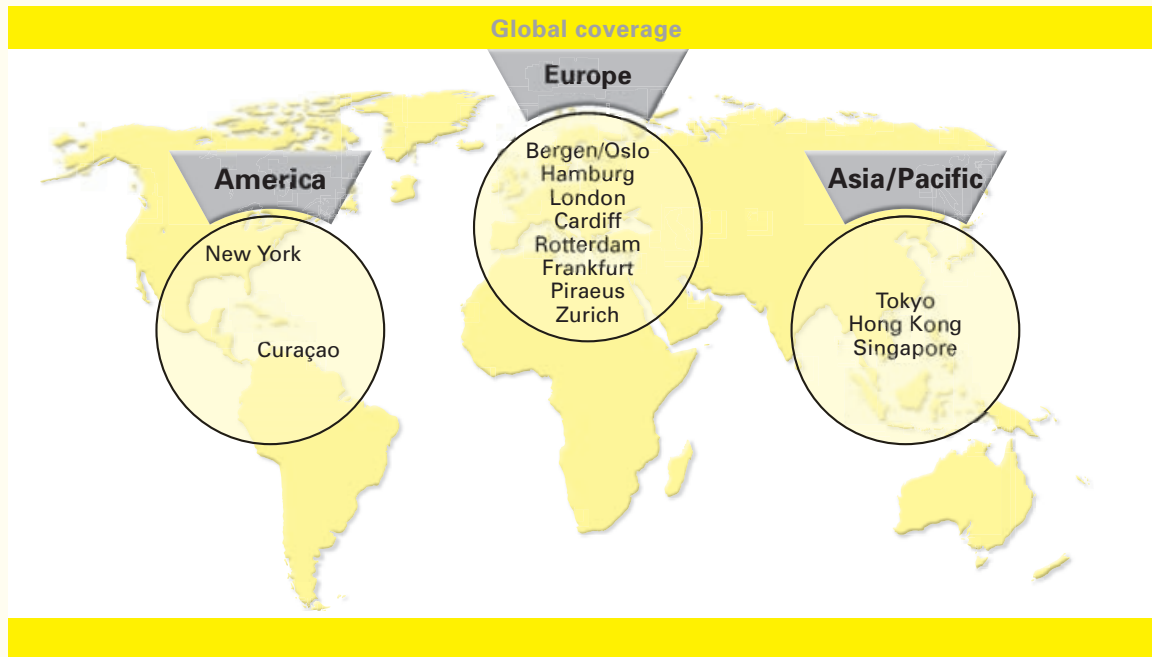 Global coverage
Europe
Bergen/Oslo
Hamburg
London
Cardiff
Rotterdam
Frankfurt
Piraeus
Zurich
America
New York
Curaçao
Asia/Pacific
Tokyo
Hong Kong
Singapore